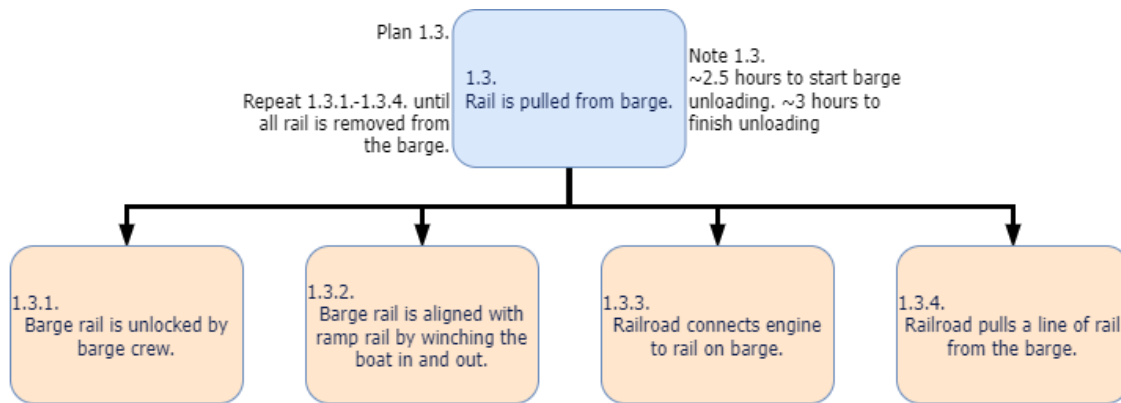 Plan 1.3.
Repeat 1.3.1.-1.3.4. until
all rail is removed from
the barge.
1.3.
Rail is pulled from barge.
Note 1.3.
~2.5 hours to start barge
unloading. ~3 hours to
finish unloading
1.3.1.
Barge rail is unlocked by
barge crew.
1.3.2.
Barge rail is aligned with
ramp rail by winching the
boat in and out.
1.3.3.
Railroad connects engine
to rail on barge.
1.3.4.
Railroad pulls a line of rail
from the barge.